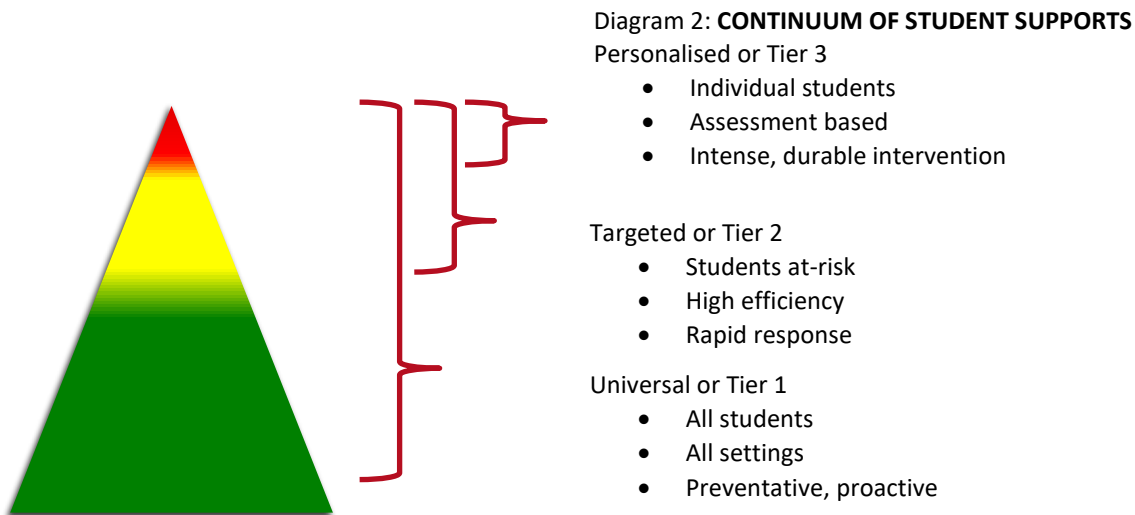 Diagram 2: CONTINUUM OF STUDENT SUPPORTS
Personalised or Tier 3
• Individual students
• Assessment based
• Intense, durable intervention
Targeted or Tier 2
• Students at-risk
• High efficiency
• Rapid response
Universal or Tier 1
• All students
• All settings
• Preventative, proactive